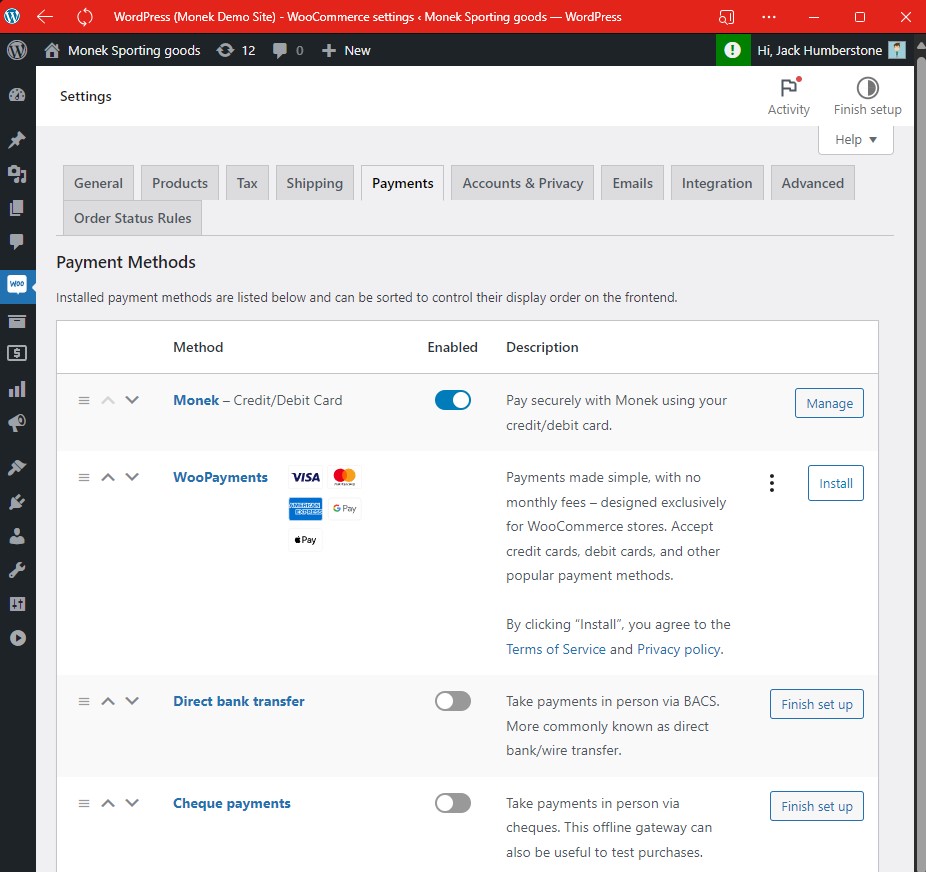 WordPress (Monek Demo Site) - WooCommerce settings ‹ Monek Sporting goods — WordPress
Monek Sporting goods 12 0 New Hi, Jack Humberstone
Settings
Activity
Finish setup
Help
General Products Tax Shipping Payments Accounts & Privacy Emails Integration Advanced
Order Status Rules
Payment Methods
Installed payment methods are listed below and can be sorted to control their display order on the frontend.
Method Enabled Description
Monek – Credit/Debit Card
Pay securely with Monek using your
credit/debit card.
Manage
WooPayments
VISA
AMERICAN EXPRESS
G Pay
Pay
Payments made simple, with no
monthly fees – designed exclusively
for WooCommerce stores. Accept
credit cards, debit cards, and other
popular payment methods.
By clicking “Install”, you agree to the
Terms of Service and Privacy policy.
Install
Woo
Direct bank transfer
Take payments in person via BACS.
More commonly known as direct
bank/wire transfer.
Finish set up
Cheque payments
Take payments in person via
cheques. This offline gateway can
also be useful to test purchases.
Finish set up